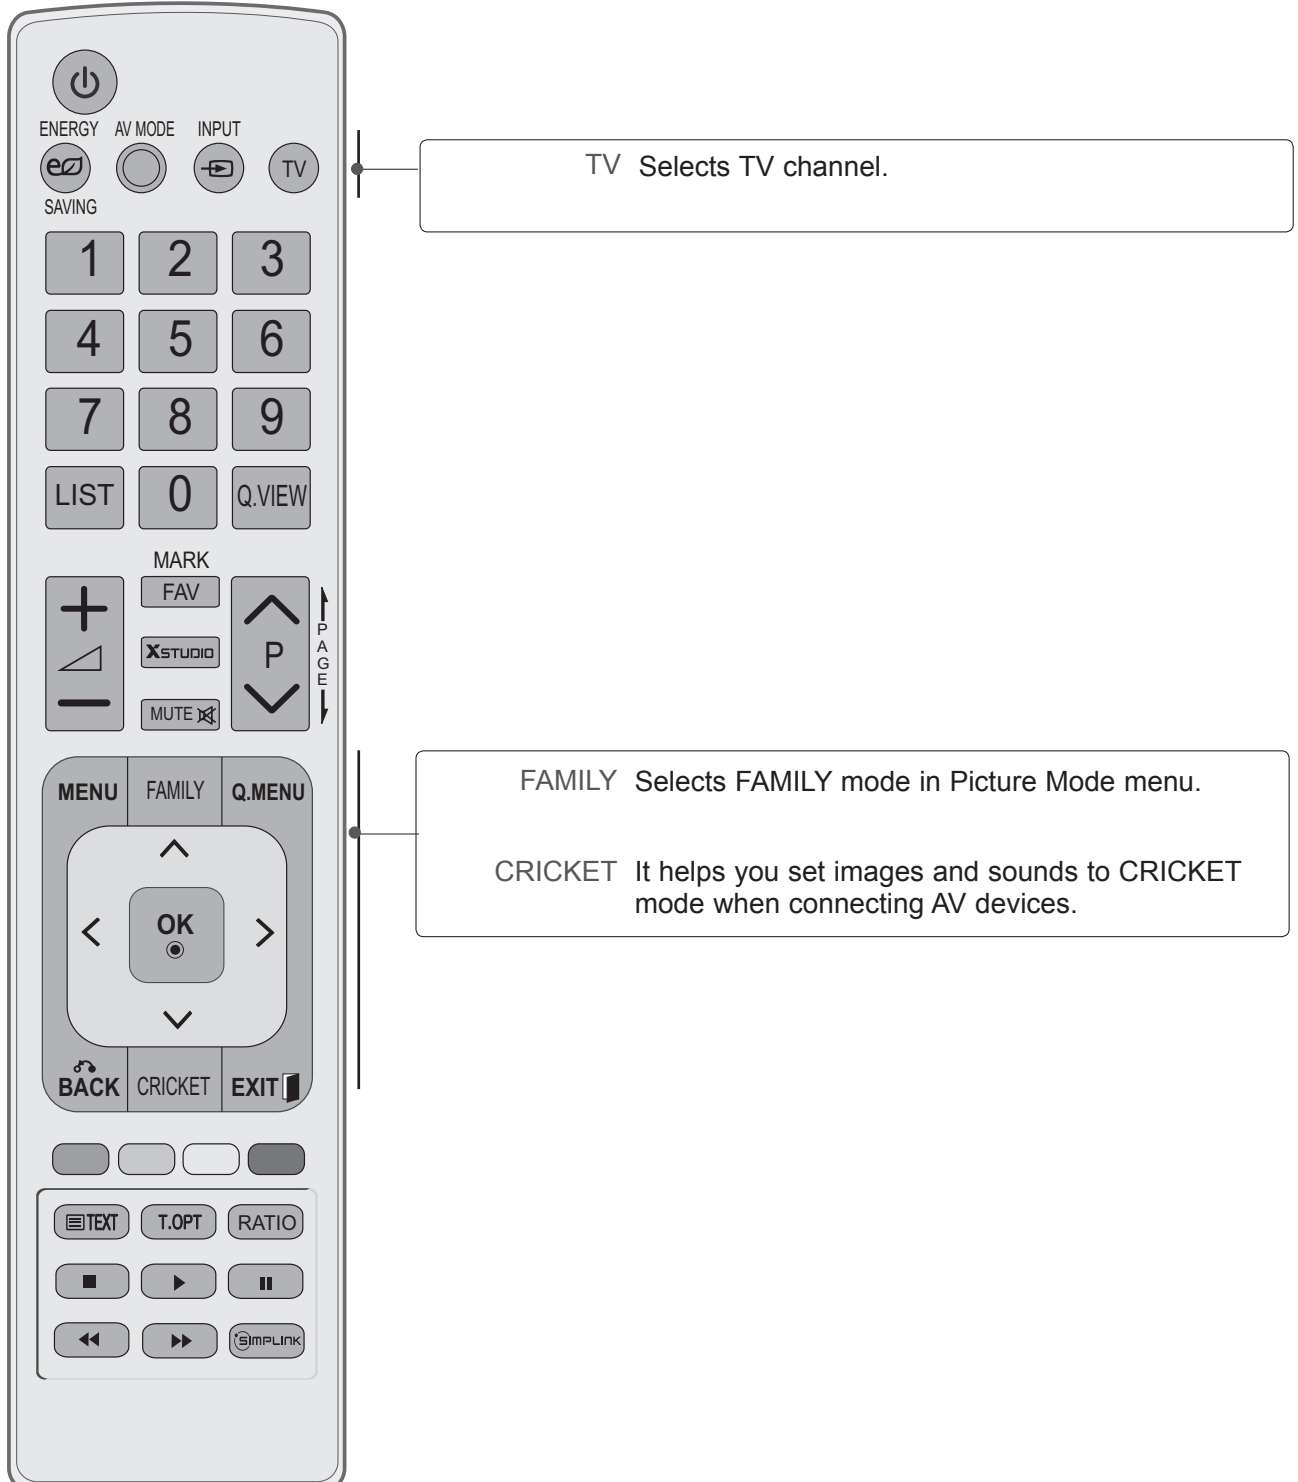 ENERGY AV MODE INPUT
TV
SAVING
TV Selects TV channel.
1 2 3
4 5 6
7 8 9
LIST 0 Q.VIEW
MARK
FAV
XSTUDIO
P
PAGE
MUTE
MENU FAMILY Q.MENU
OK
BACK CRICKET EXIT
FAMILY Selects FAMILY mode in Picture Mode menu.
CRICKET It helps you set images and sounds to CRICKET
mode when connecting AV devices.
TEXT T.OPT RATIO
SIMPLINK